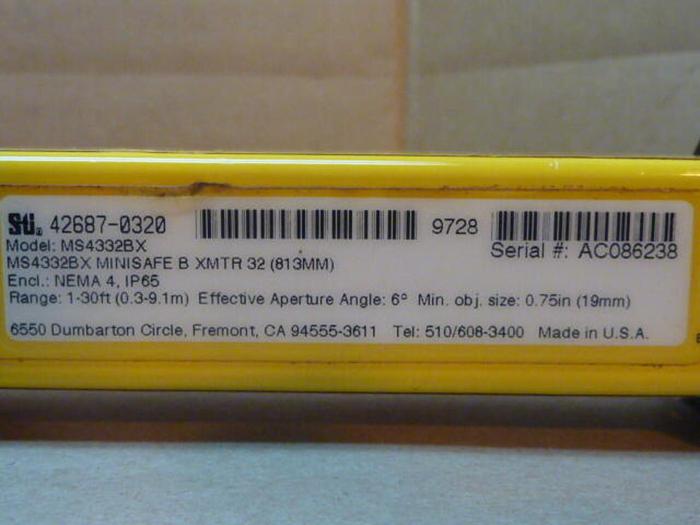 STI® 42687-0320 9728
Model: MS4332BX Serial #: AC086238
MS4332BX MINISAFE B XMTR 32 (813MM)
Encl.: NEMA 4, IP65
Range: 1-30ft (0.3-9.1m) Effective Aperture Angle: 6° Min. obj. size: 0.75in (19mm)
6550 Dumbarton Circle, Fremont, CA 94555-3611 Tel: 510/608-3400 Made in U.S.A.